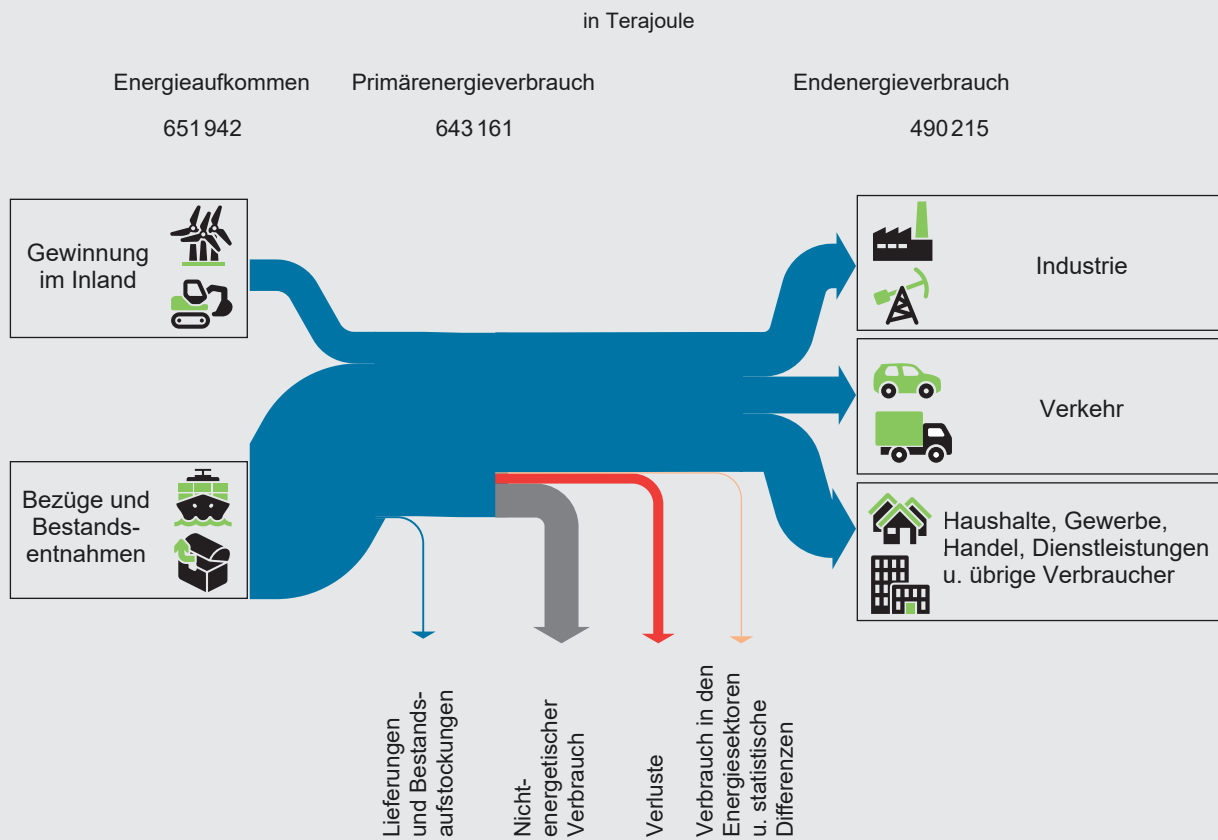 in Terajoule
Energieaufkommen
651 942
Primärenergieverbrauch
643 161
Endenergieverbrauch
490 215
Gewinnung
im Inland
Bezüge und
Bestands-
entnahmen
Industrie
Verkehr
Haushalte, Gewerbe,
Handel, Dienstleistungen
u. übrige Verbraucher
Lieferungen
und Bestands-
aufstockungen
Nicht-
energetischer
Verbrauch
Verluste
Verbrauch in den
Energiesektoren
u. statistische
Differenzen